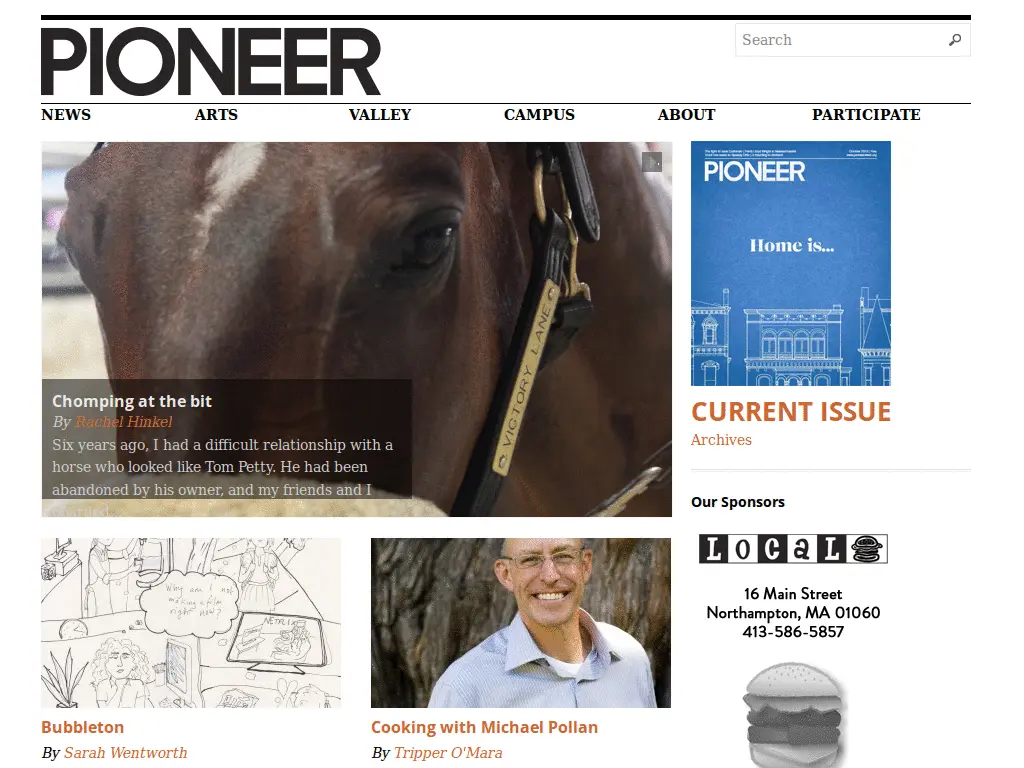 PIONEER
Search
NEWS
ARTS
VALLEY
CAMPUS
ABOUT
PARTICIPATE
VICTORY LANE
Chomping at the bit
By Rachel Hinkel
Six years ago, I had a difficult relationship with a
horse who looked like Tom Petty. He had been
abandoned by his owner, and my friends and I
PIONEER
Home is...
CURRENT ISSUE
Archives
Our Sponsors
LOCAL
16 Main Street
Northampton, MA 01060
413-586-5857
Why am I not
making a film
right now?
NETFLIX
Bubbleton
By Sarah Wentworth
Cooking with Michael Pollan
By Tripper O'Mara